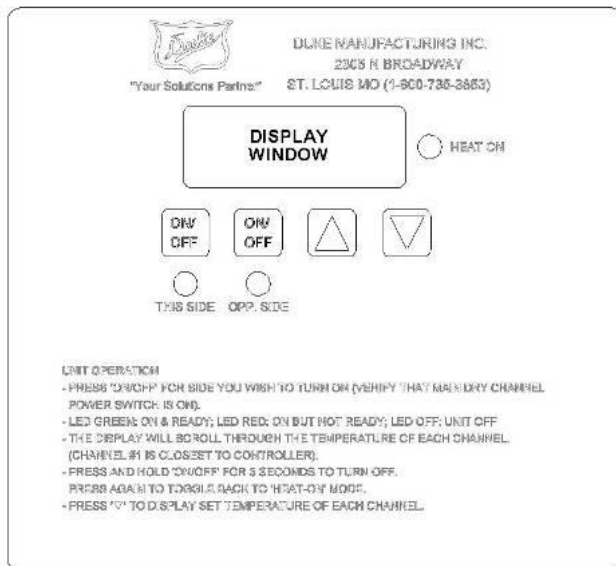 Duke
"Your Solutions Partner"
DUKE MANUFACTURING INC.
2305 N BROADWAY
ST. LOUIS MO (1-800-735-3853)
DISPLAY
WINDOW
HEAT ON
ON/
OFF
ON/
OFF
THIS SIDE
OPP. SIDE
UNIT OPERATION
- PRESS 'ON/OFF' FOR SIDE YOU WISH TO TURN ON (VERIFY THAT MAIN DRY CHANNEL
POWER SWITCH IS ON).
- LED GREEN: ON & READY; LED RED: ON BUT NOT READY; LED OFF: UNIT OFF
- THE DISPLAY WILL SCROLL THROUGH THE TEMPERATURE OF EACH CHANNEL.
(CHANNEL #1 IS CLOSEST TO CONTROLLER).
- PRESS AND HOLD 'ON/OFF' FOR 3 SECONDS TO TURN OFF.
PRESS AGAIN TO TOGGLE BACK TO 'HEAT-ON' MODE.
- PRESS '▽' TO DISPLAY SET TEMPERATURE OF EACH CHANNEL.